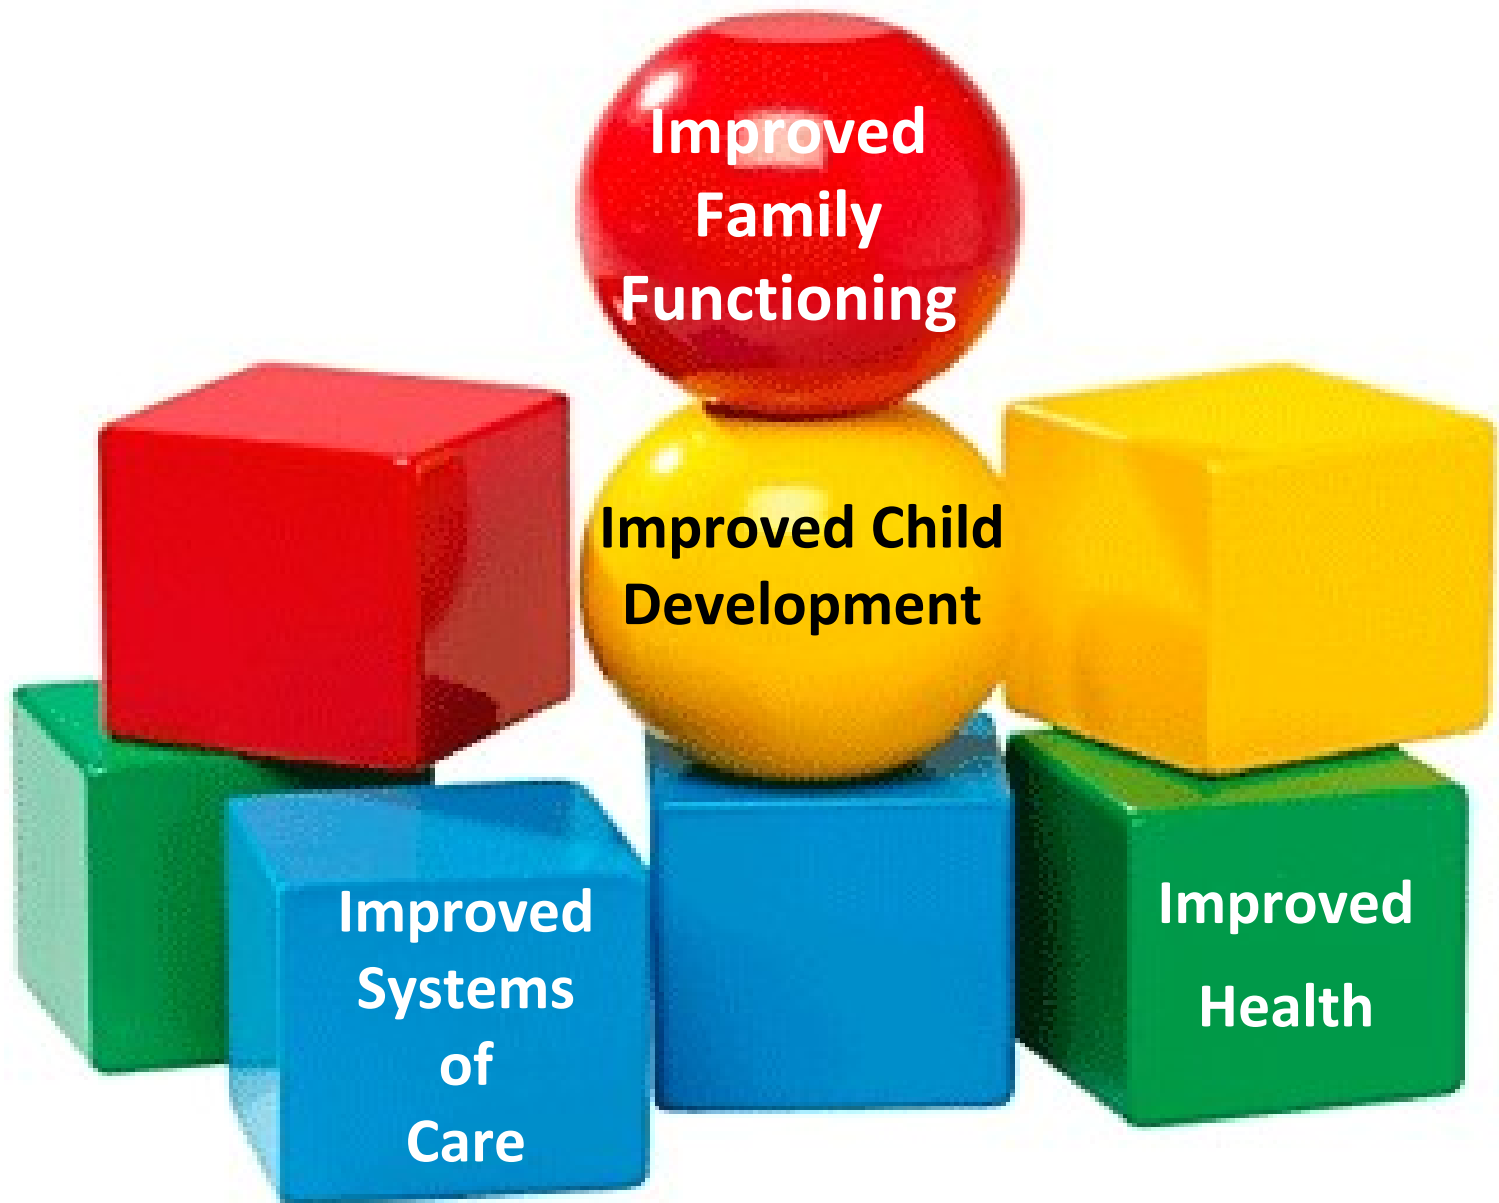 Improved
Family
Functioning
Improved Child
Development
Improved
Systems
of
Care
Improved
Health